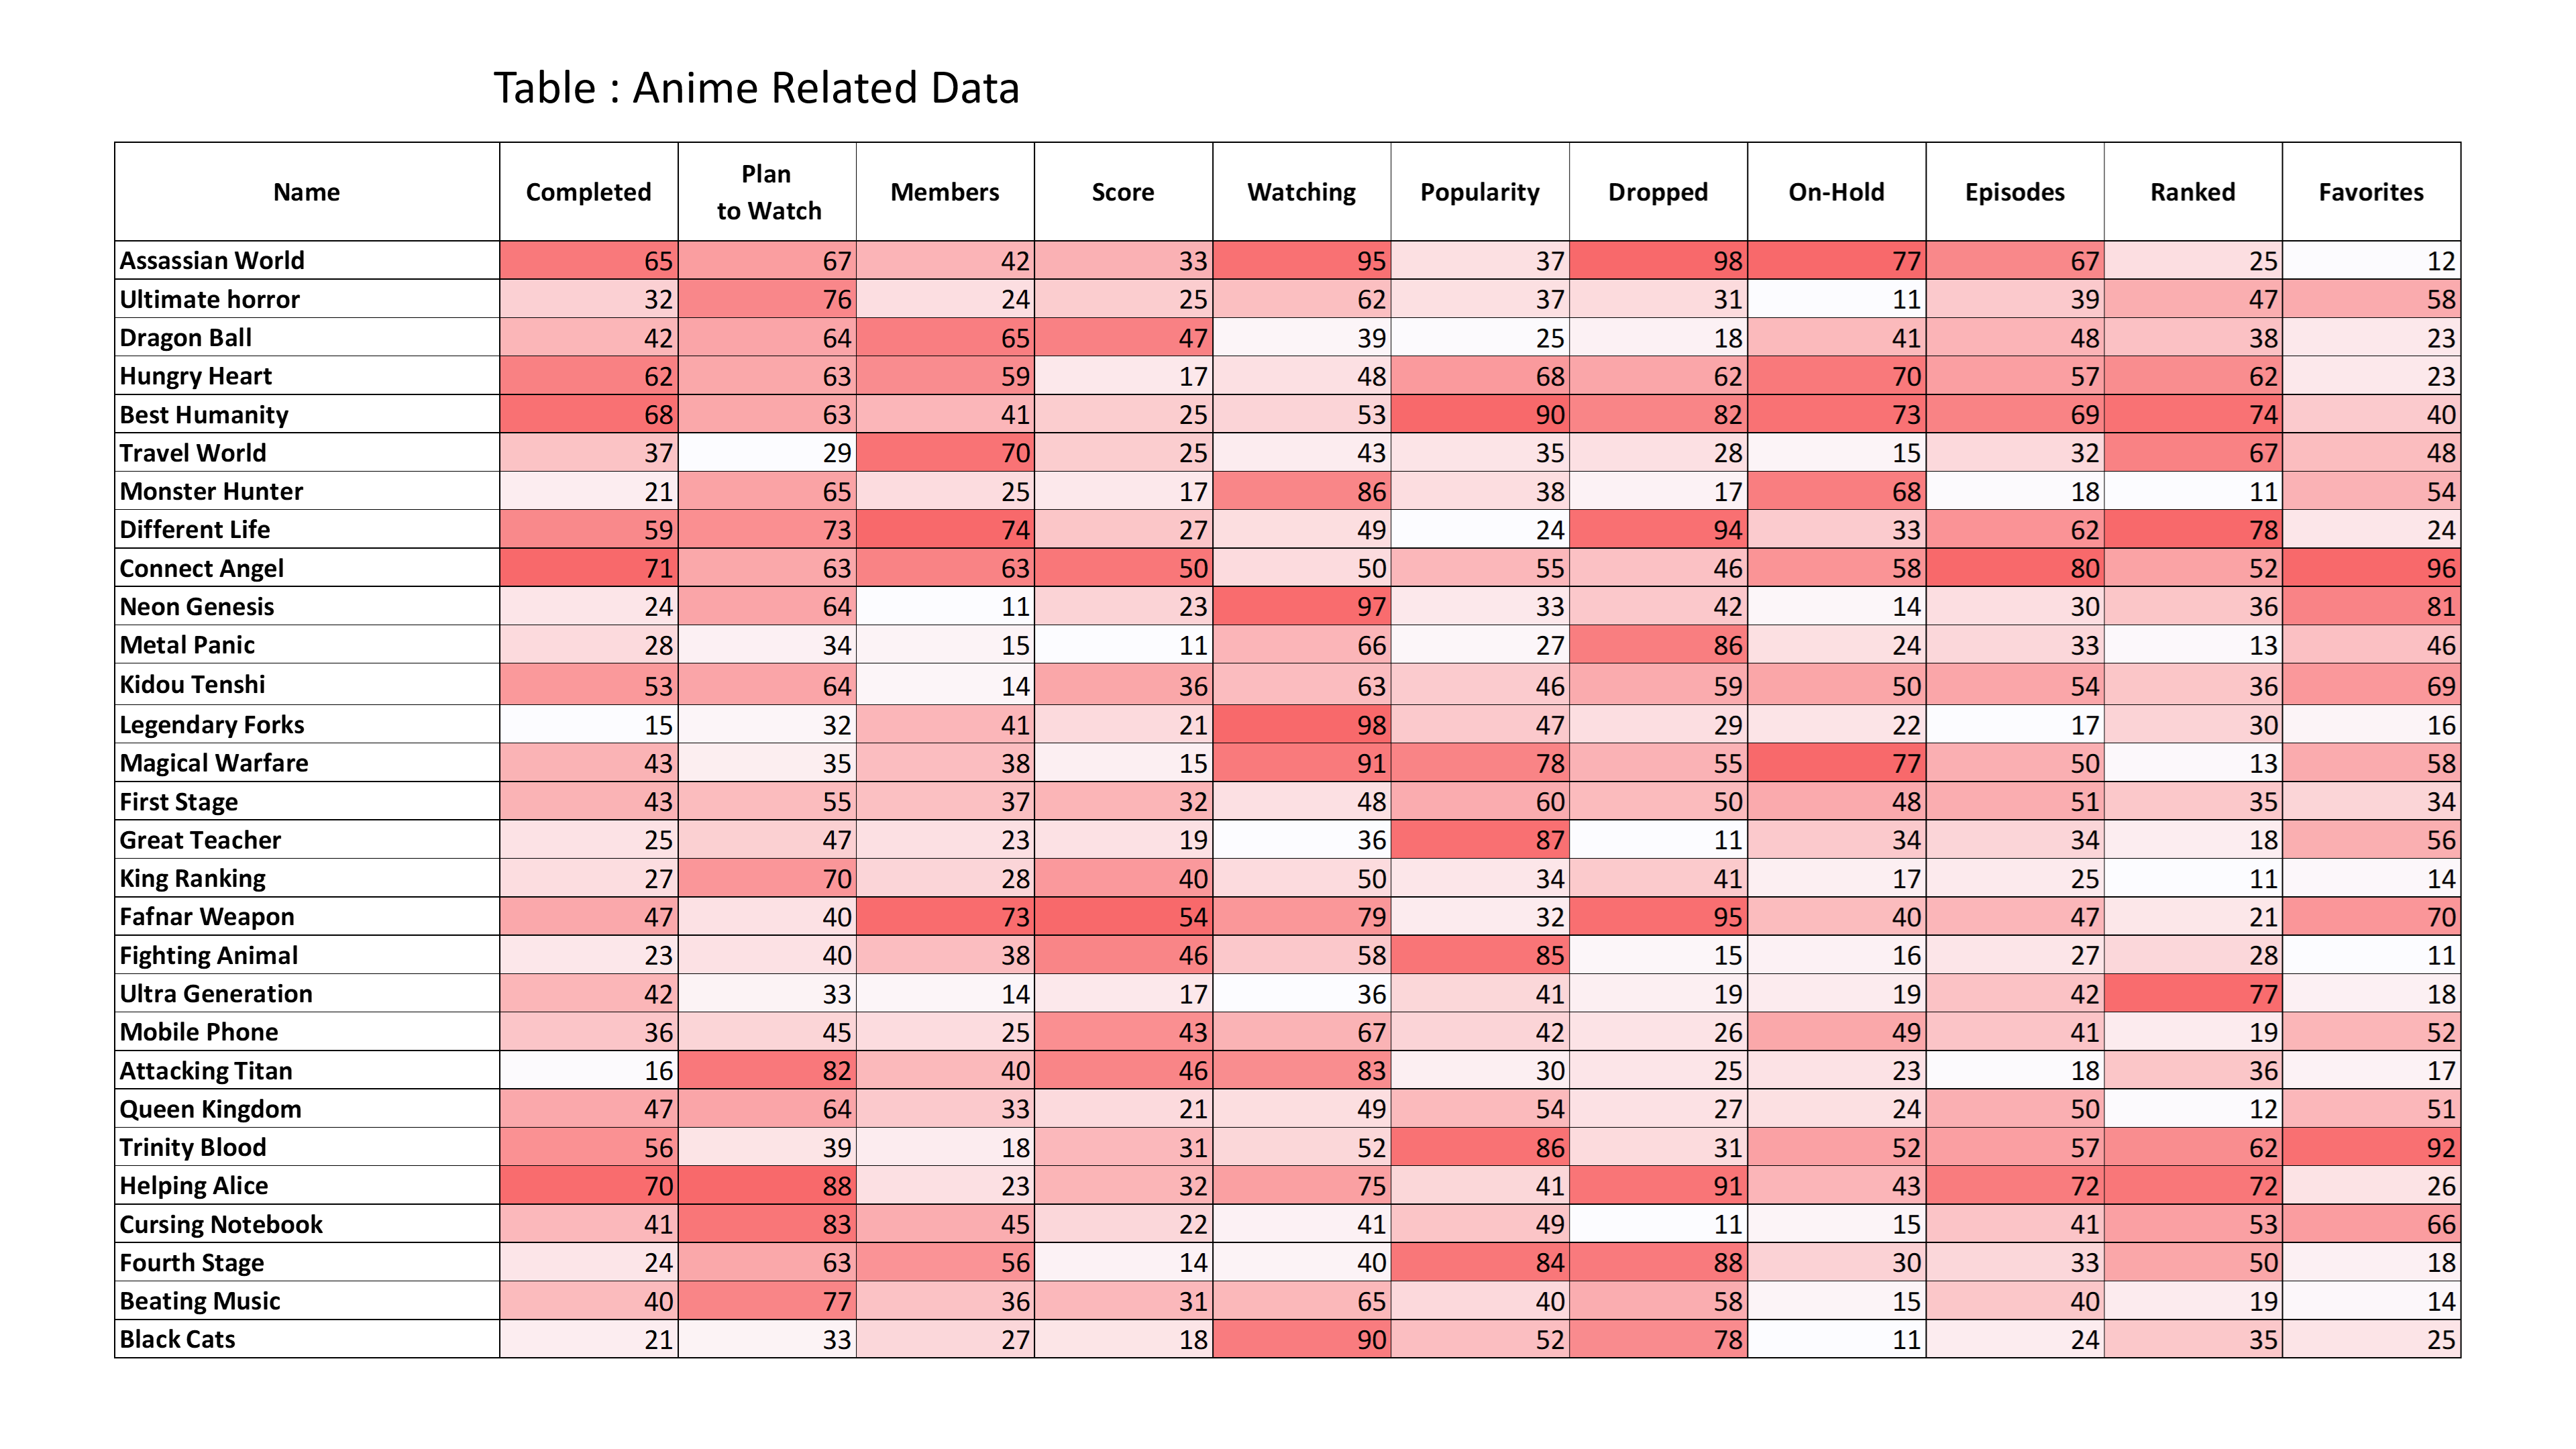 Table : Anime Related Data
Name Completed Plan to Watch Members Score Watching Popularity Dropped On-Hold Episodes Ranked Favorites
Assassian World 65 67 42 33 95 37 98 77 67 25 12
Ultimate horror 32 76 24 25 62 37 31 11 39 47 58
Dragon Ball 42 64 65 47 39 25 18 41 48 38 23
Hungry Heart 62 63 59 17 48 68 62 70 57 62 23
Best Humanity 68 63 41 25 53 90 82 73 69 74 40
Travel World 37 29 70 25 43 35 28 15 32 67 48
Monster Hunter 21 65 25 17 86 38 17 68 18 11 54
Different Life 59 73 74 27 49 24 94 33 62 78 24
Connect Angel 71 63 63 50 50 55 46 58 80 52 96
Neon Genesis 24 64 11 23 97 33 42 14 30 36 81
Metal Panic 28 34 15 11 66 27 86 24 33 13 46
Kidou Tenshi 53 64 14 36 63 46 59 50 54 36 69
Legendary Forks 15 32 41 21 98 47 29 22 17 30 16
Magical Warfare 43 35 38 15 91 78 55 77 50 13 58
First Stage 43 55 37 32 48 60 50 48 51 35 34
Great Teacher 25 47 23 19 36 87 11 34 34 18 56
King Ranking 27 70 28 40 50 34 41 17 25 11 14
Fafnar Weapon 47 40 73 54 79 32 95 40 47 21 70
Fighting Animal 23 40 38 46 58 85 15 16 27 28 11
Ultra Generation 42 33 14 17 36 41 19 19 42 77 18
Mobile Phone 36 45 25 43 67 42 26 49 41 19 52
Attacking Titan 16 82 40 46 83 30 25 23 18 36 17
Queen Kingdom 47 64 33 21 49 54 27 24 50 12 51
Trinity Blood 56 39 18 31 52 86 31 52 57 62 92
Helping Alice 70 88 23 32 75 41 91 43 72 72 26
Cursing Notebook 41 83 45 22 41 49 11 15 41 53 66
Fourth Stage 24 63 56 14 40 84 88 30 33 50 18
Beating Music 40 77 36 31 65 40 58 15 40 19 14
Black Cats 21 33 27 18 90 52 78 11 24 35 25